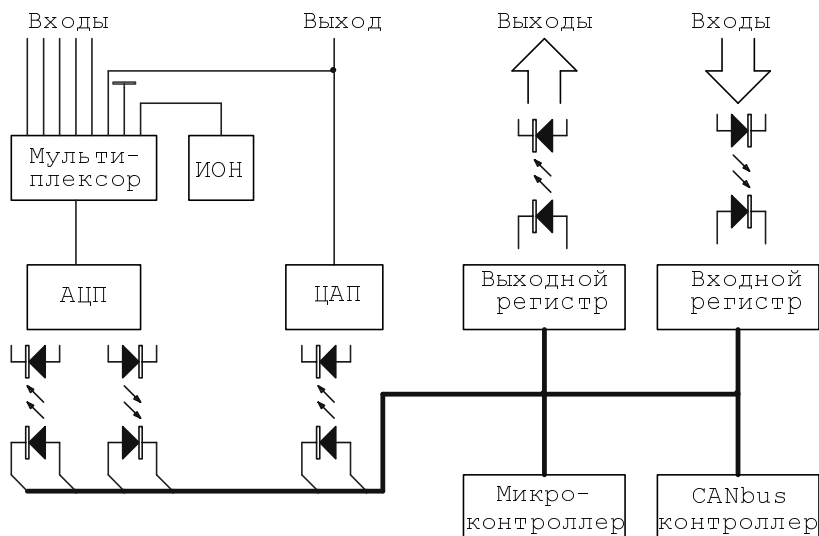 Входы
Выход
Выходы
Входы
Мульти-
плексор
ИОН
АЦП
ЦАП
Выходной
регистр
Входной
регистр
Микро-
контроллер
CANbus
контроллер